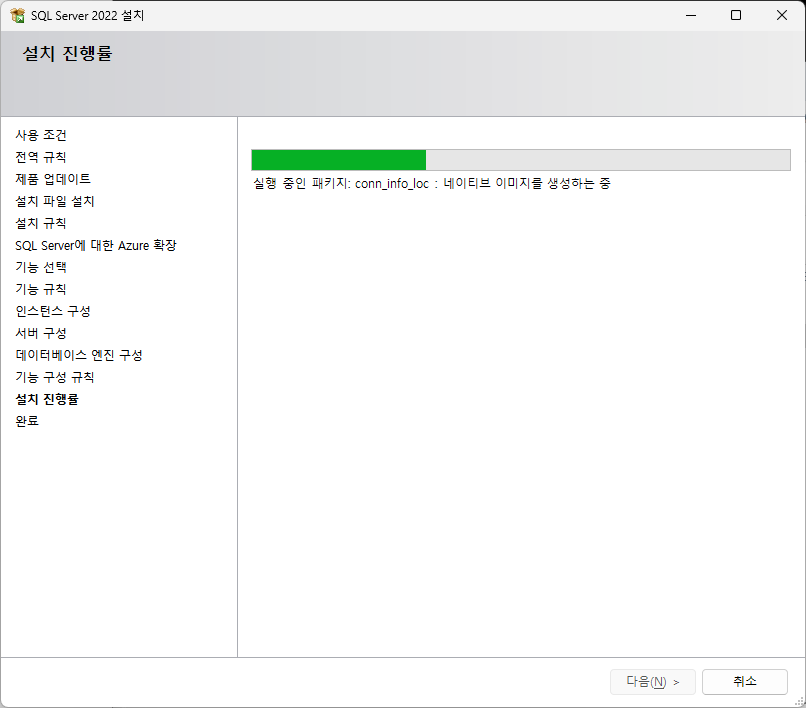 SQL Server 2022 설치
설치 진행률
사용 조건
전역 규칙
제품 업데이트
설치 파일 설치
설치 규칙
SQL Server에 대한 Azure 확장
기능 선택
기능 규칙
인스턴스 구성
서버 구성
데이터베이스 엔진 구성
기능 구성 규칙
설치 진행률
완료
실행 중인 패키지: conn_info_loc : 네이티브 이미지를 생성하는 중
다음(N) >
취소